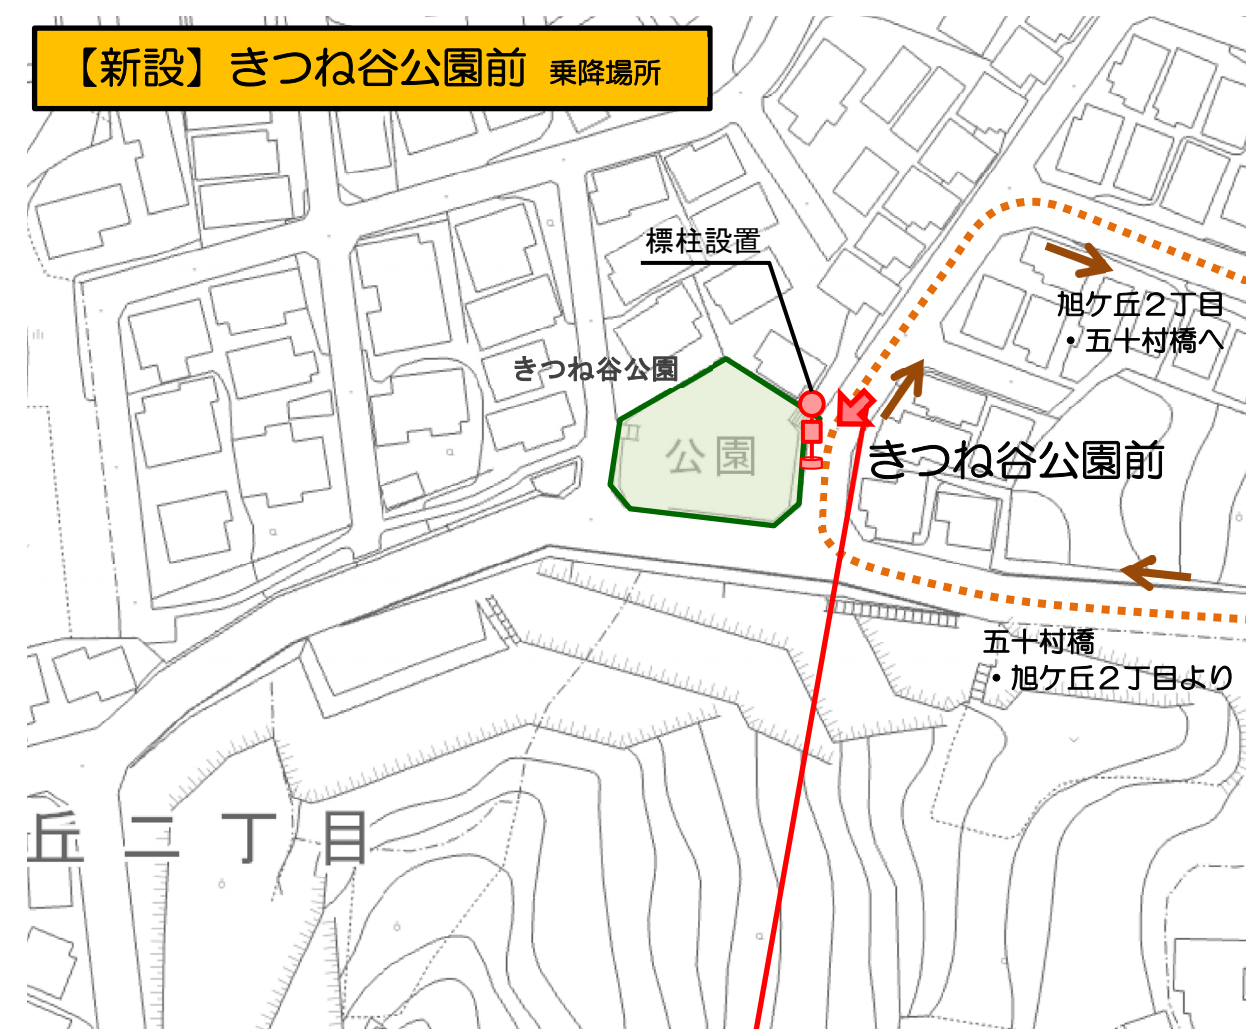 【新設】きつね谷公園前 乗降場所
標柱設置
旭ケ丘２丁目
・五十村橋へ
きつね谷公園
公園
きつね谷公園前
五十村橋
・旭ケ丘２丁目より
丘二丁目